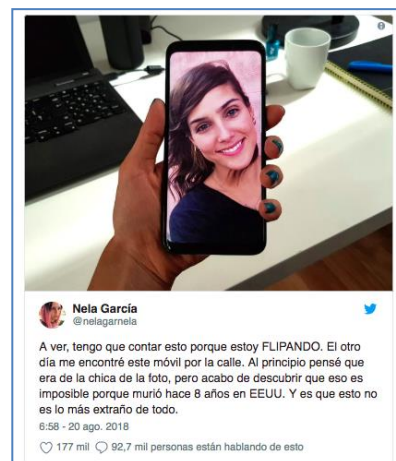 Nela García
@nelagarnela
A ver, tengo que contar esto porque estoy FLIPANDO. El otro
día me encontré este móvil por la calle. Al principio pensé que
era de la chica de la foto, pero acabo de descubrir que eso es
imposible porque murió hace 8 años en EEUU. Y es que esto no
es lo más extraño de todo.
6:58 - 20 ago. 2018
177 mil 92,7 mil personas están hablando de esto